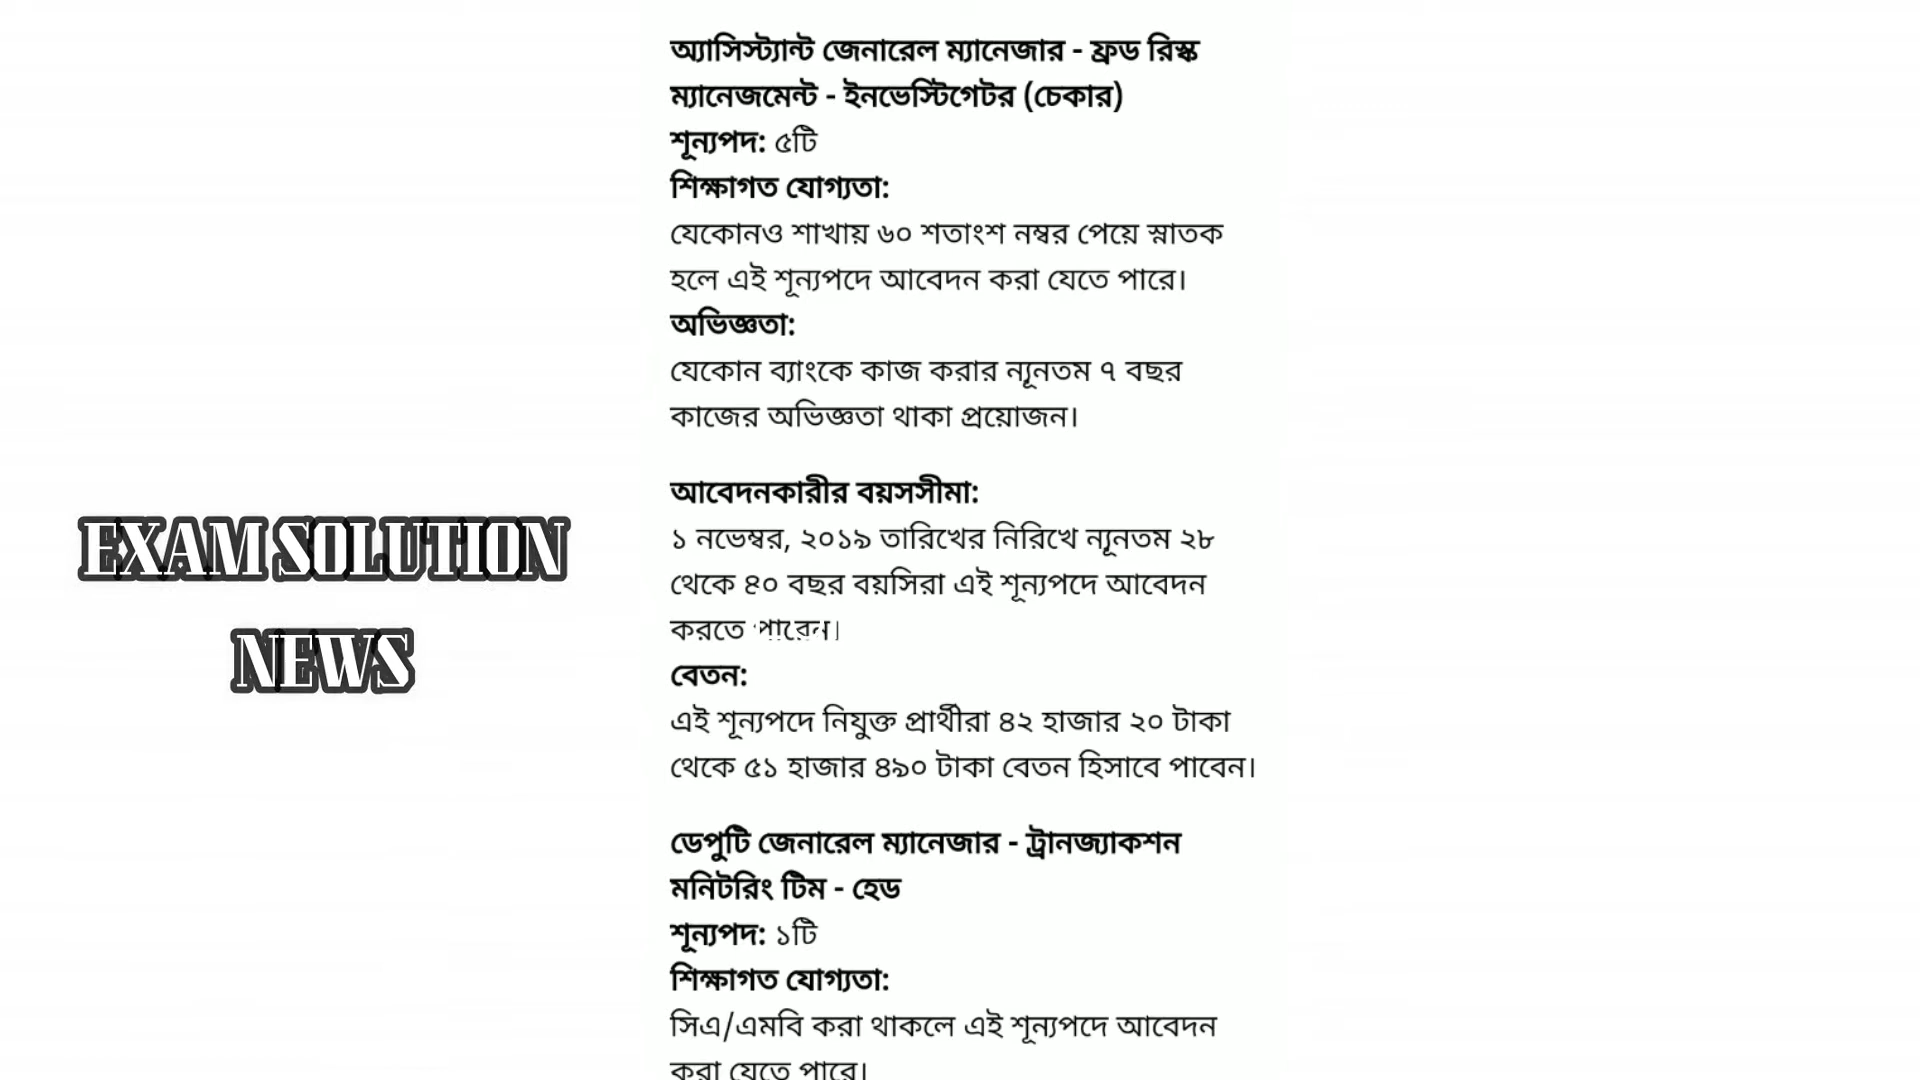 অ্যাসিস্ট্যান্ট জেনারেল ম্যানেজার - ফ্রড রিস্ক
ম্যানেজমেন্ট - ইনভেস্টিগেটর (চেকার)
শূন্যপদ: ৫টি
শিক্ষাগত যোগ্যতা:
যেকোনও শাখায় ৬০ শতাংশ নম্বর পেয়ে স্নাতক
হলে এই শূন্যপদে আবেদন করা যেতে পারে।
অভিজ্ঞতা:
যেকোন ব্যাংকে কাজ করার ন্যূনতম ৭ বছর
কাজের অভিজ্ঞতা থাকা প্রয়োজন।
আবেদনকারীর বয়সসীমা:
১ নভেম্বর, ২০১৯ তারিখের নিরিখে ন্যূনতম ২৮
থেকে ৪০ বছর বয়সিরা এই শূন্যপদে আবেদন
করতে পারেন।
বেতন:
এই শূন্যপদে নিযুক্ত প্রার্থীরা ৪২ হাজার ২০ টাকা
থেকে ৫১ হাজার ৪৯০ টাকা বেতন হিসাবে পাবেন।
ডেপুটি জেনারেল ম্যানেজার - ট্রানজ্যাকশন
মনিটরিং টিম - হেড
শূন্যপদ: ১টি
শিক্ষাগত যোগ্যতা:
সিএ/এমবি করা থাকলে এই শূন্যপদে আবেদন
করা যেতে পারে।
EXAM SOLUTION
NEWS